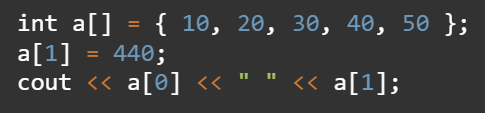 int a[] = { 10, 20, 30, 40, 50 };
a[1] = 440;
cout << a[0] << " " << a[1];